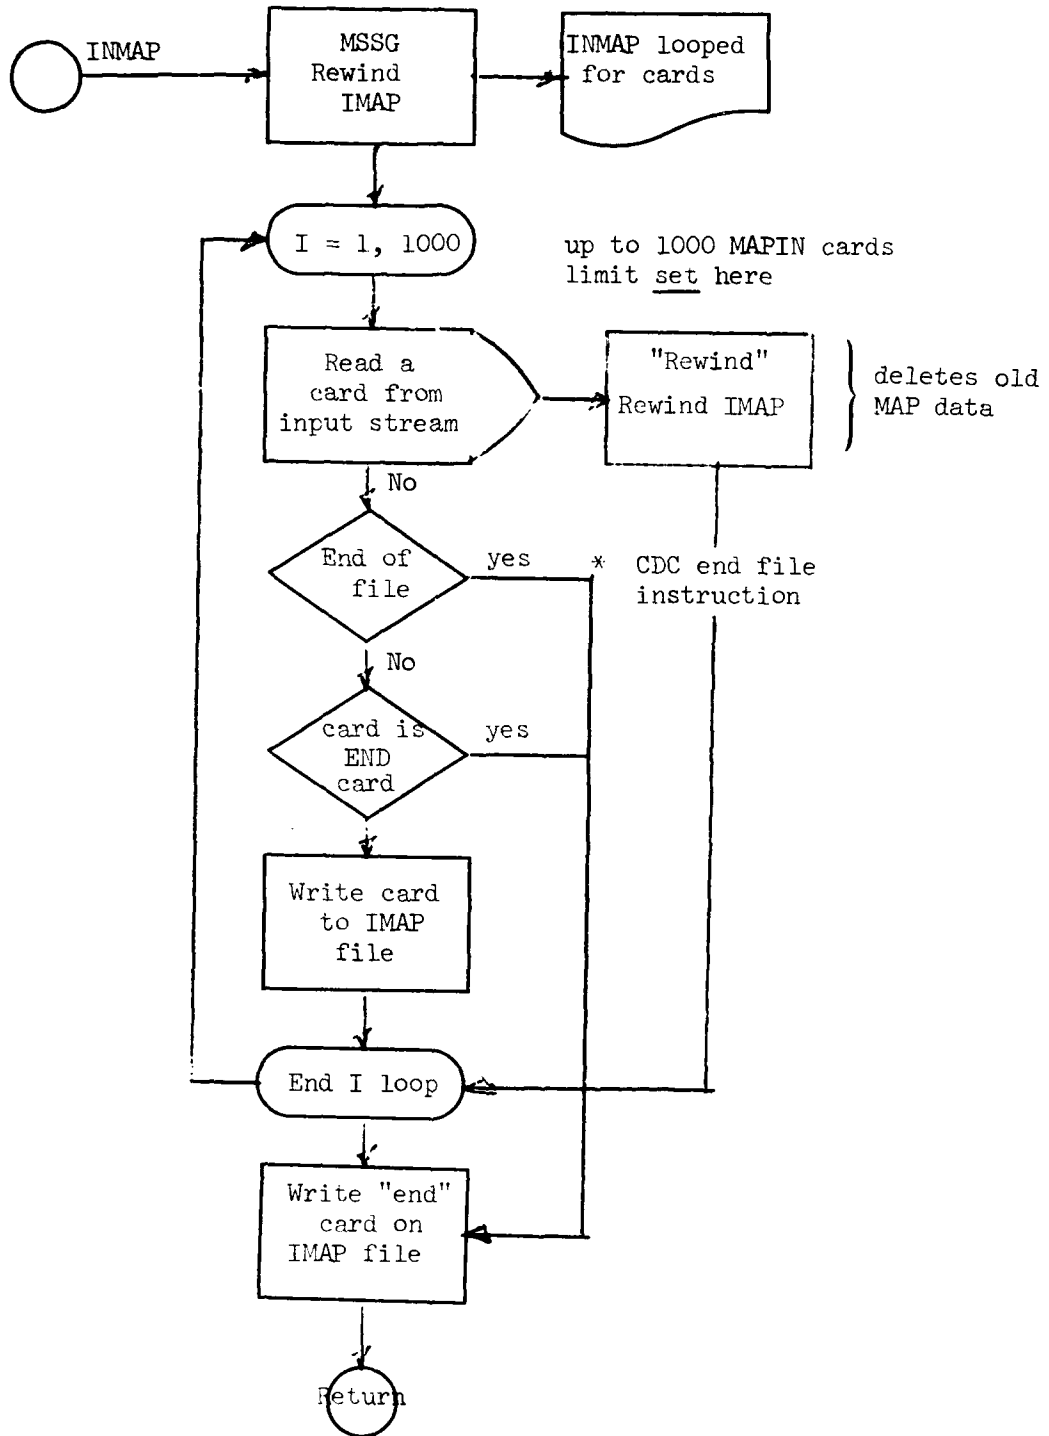 INMAP
MSSG
Rewind
IMAP
INMAP looped
for cards
I = 1, 1000
up to 1000 MAPIN cards
limit set here
Read a
card from
input stream
"Rewind"
Rewind IMAP
deletes old
MAP data
No
End of
file
yes
* CDC end file
instruction
No
card is
END
card
yes
Write card
to IMAP
file
End I loop
Write "end"
card on
IMAP file
Return